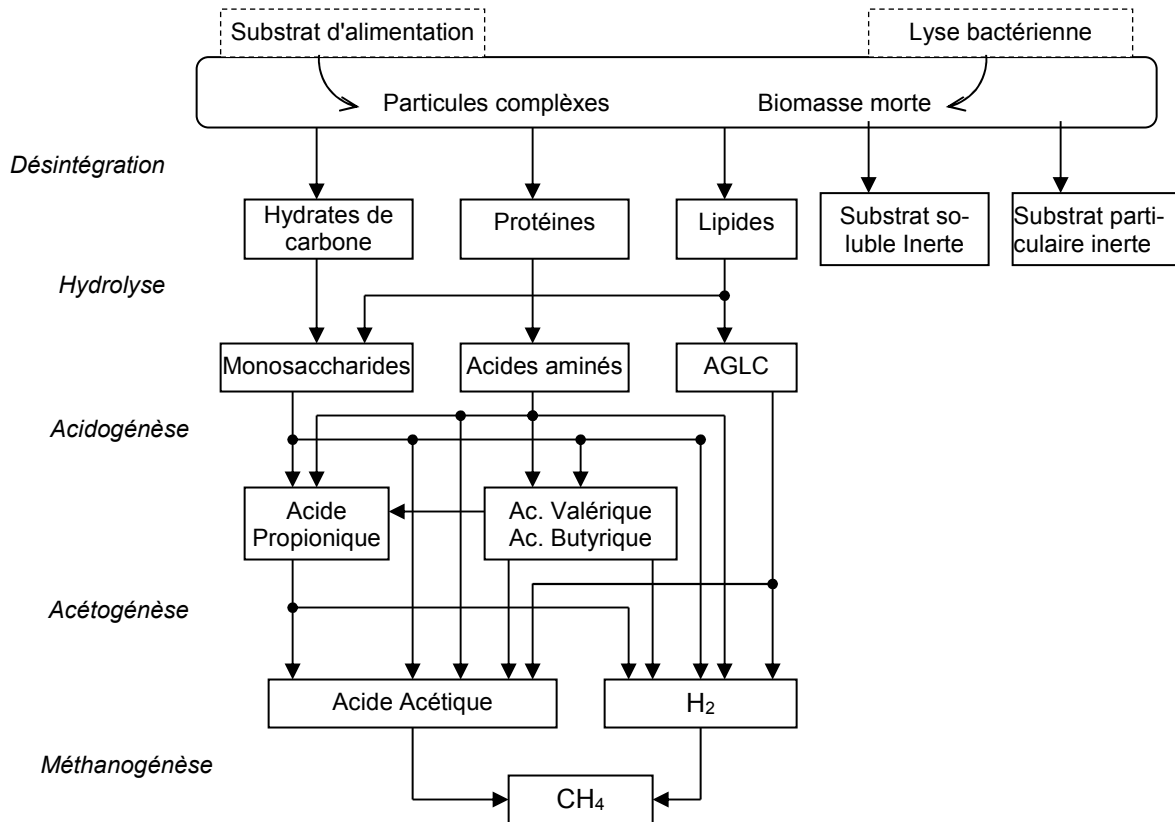 Substrat d'alimentation
Lyse bactérienne
Particules complèxes
Biomasse morte
Désintégration
Hydrates de
carbone
Protéines
Lipides
Substrat so-
luble Inerte
Substrat parti-
culaire inerte
Hydrolyse
Monosaccharides
Acides aminés
AGLC
Acidogénèse
Acide
Propionique
Ac. Valérique
Ac. Butyrique
Acétogénèse
Acide Acétique
H₂
Méthanogénèse
CH₄